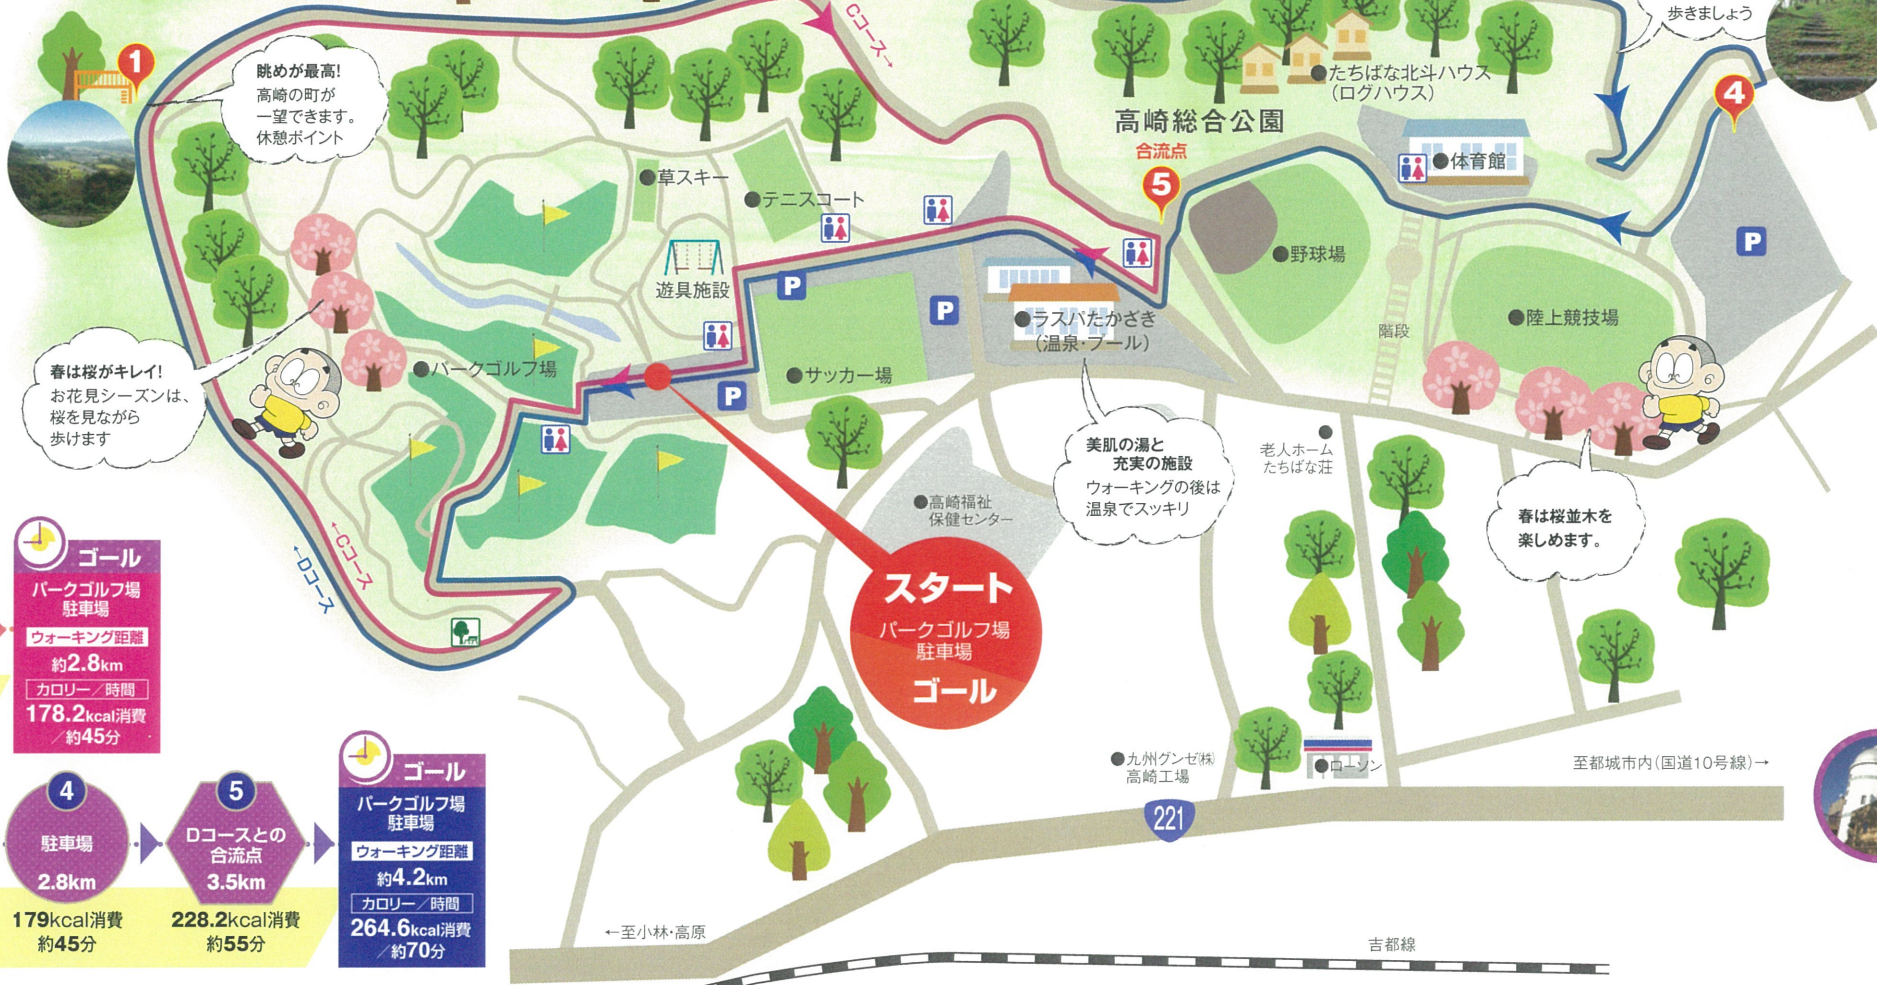 歩きましょう
Cコース→
1
眺めが最高!
高崎の町が
一望できます。
休憩ポイント
たちばな北斗ハウス
(ログハウス)
4
高崎総合公園
合流点
5
体育館
草スキー
テニスコート
P
野球場
遊具施設
P
P
ラスパたかざき
(温泉・プール)
陸上競技場
階段
春は桜がキレイ!
お花見シーズンは、
桜を見ながら
歩けます
パークゴルフ場
サッカー場
P
美肌の湯と
充実の施設
ウォーキングの後は
温泉でスッキリ
老人ホーム
たちばな荘
高崎福祉
保健センター
春は桜並木を
楽しめます。
←Cコース
←Dコース
スタート
パークゴルフ場
駐車場
ゴール
ゴール
パークゴルフ場
駐車場
ウォーキング距離
約2.8km
カロリー/時間
178.2kcal消費
/約45分
九州グンゼ㈱
高崎工場
ローソン
至都城市内(国道10号線)→
221
4
駐車場
2.8km
179kcal消費
約45分
5
Dコースとの
合流点
3.5km
228.2kcal消費
約55分
ゴール
パークゴルフ場
駐車場
ウォーキング距離
約4.2km
カロリー/時間
264.6kcal消費
/約70分
←至小林・高原
吉都線